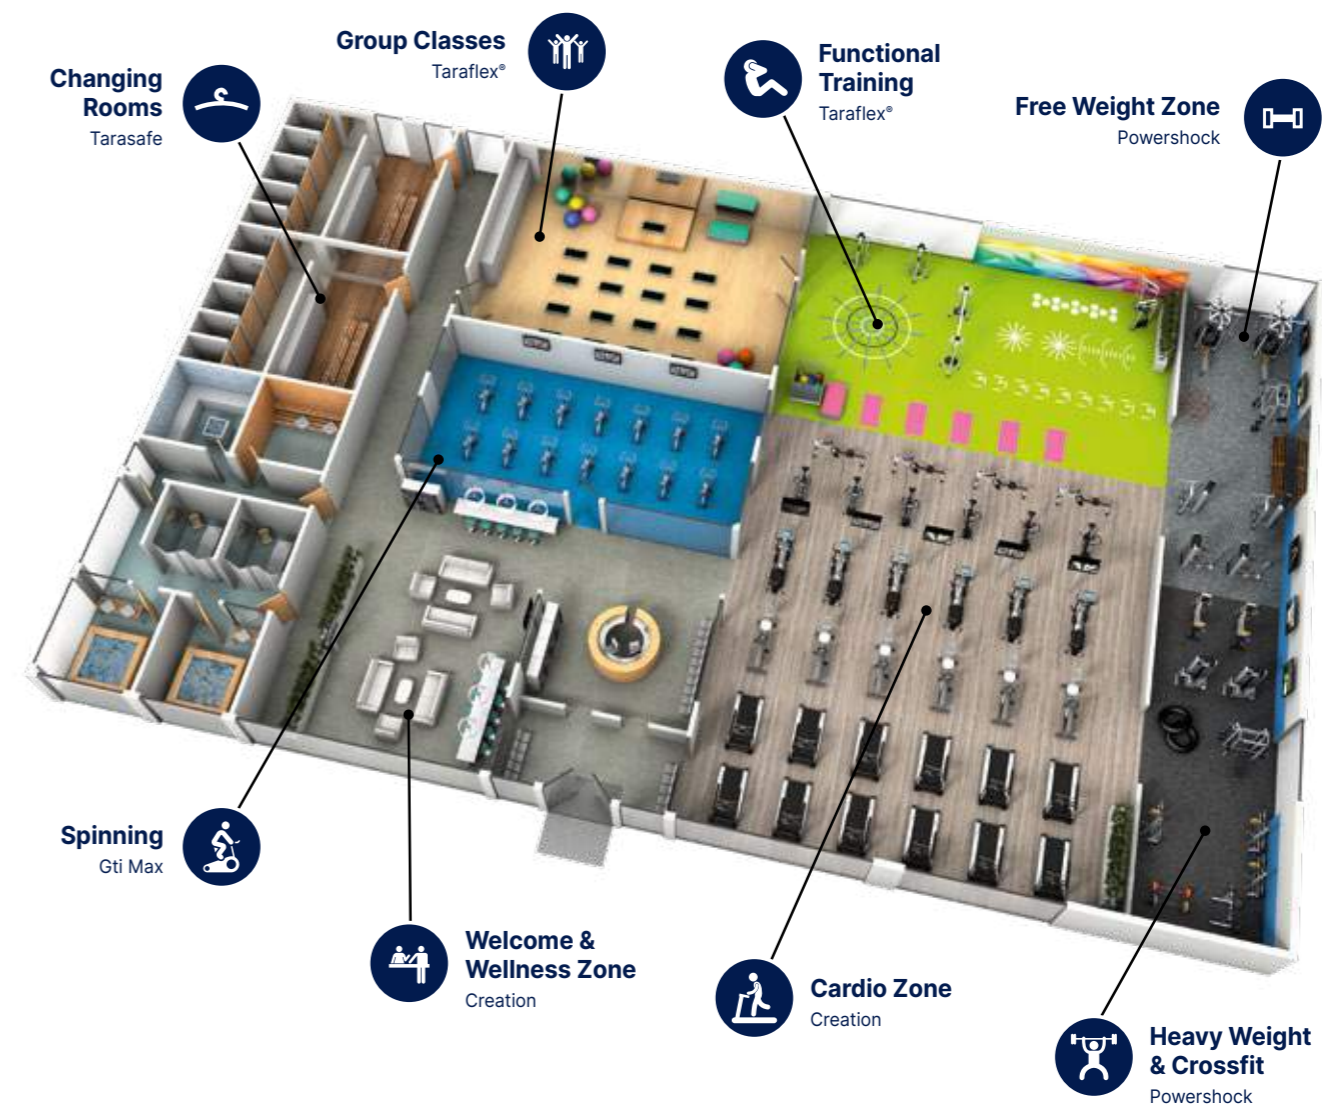 Group Classes
Taraflex®
Functional
Training
Taraflex®
Changing
Rooms
Tarasafe
Free Weight Zone
Powershock
Spinning
Gti Max
Welcome &
Wellness Zone
Creation
Cardio Zone
Creation
Heavy Weight
& Crossfit
Powershock